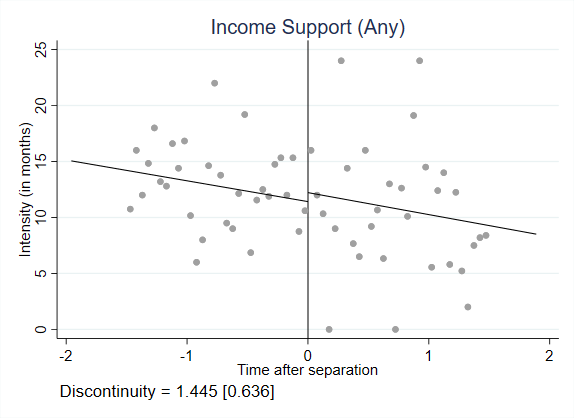 Income Support (Any)
25
20
15
10
5
0
Intensity (in months)
-2 -1 0 1 2
Time after separation
Discontinuity = 1.445 [0.636]